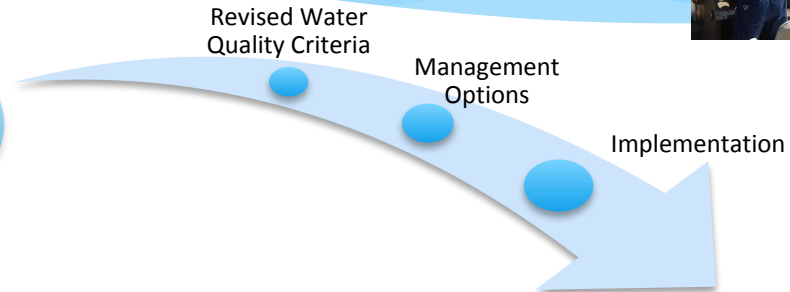 Revised Water
Quality Criteria
Management
Options
Implementation